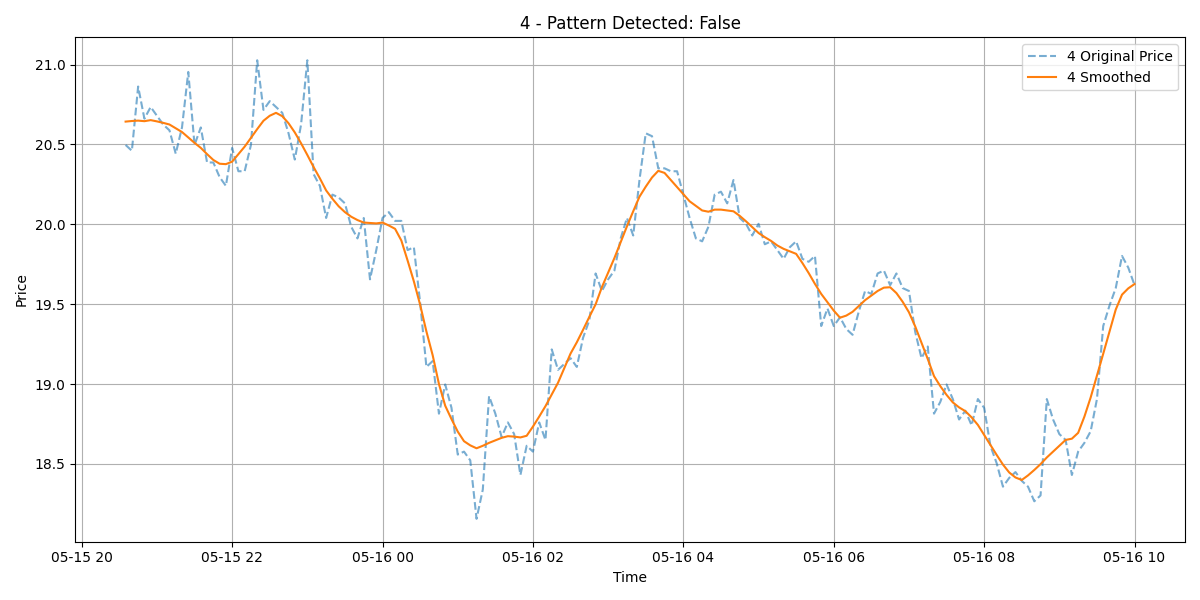 4 - Pattern Detected: False
4 Original Price
4 Smoothed
21.0
20.5
20.0
19.5
19.0
18.5
Price
05-15 20 05-15 22 05-16 00 05-16 02 05-16 04 05-16 06 05-16 08 05-16 10
Time